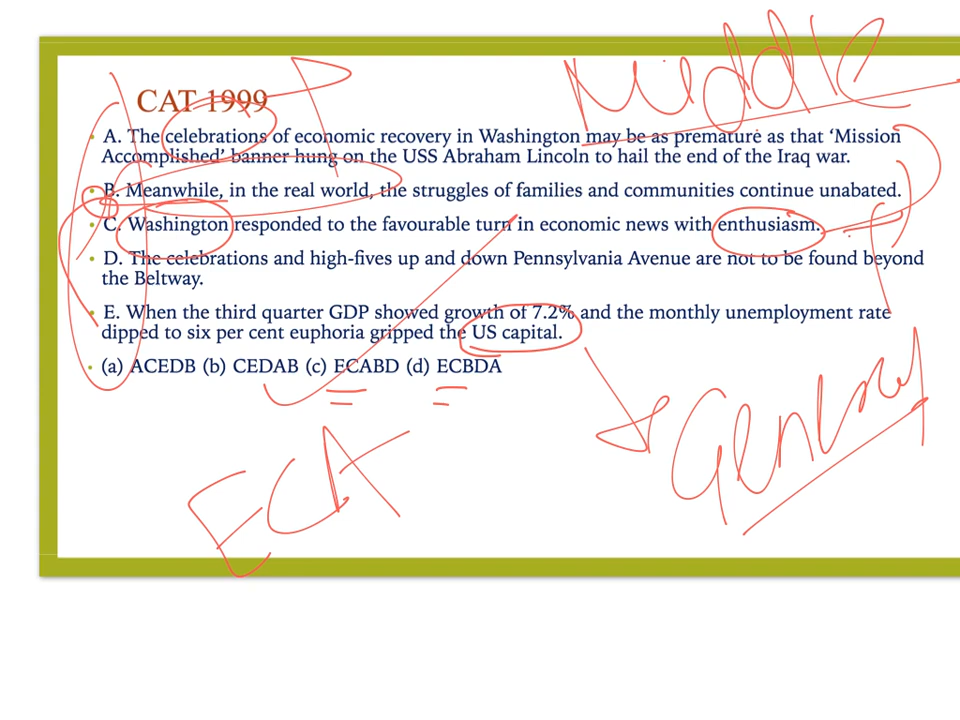 Middle
CAT 1999
• A. The celebrations of economic recovery in Washington may be as premature as that ‘Mission
Accomplished’ banner hung on the USS Abraham Lincoln to hail the end of the Iraq war.
• B. Meanwhile, in the real world, the struggles of families and communities continue unabated.
• C. Washington responded to the favourable turn in economic news with enthusiasm.
• D. The celebrations and high-fives up and down Pennsylvania Avenue are not to be found beyond
the Beltway.
• E. When the third quarter GDP showed growth of 7.2% and the monthly unemployment rate
dipped to six per cent euphoria gripped the US capital.
• (a) ACEDB (b) CEDAB (c) ECABD (d) ECBDA
ECA